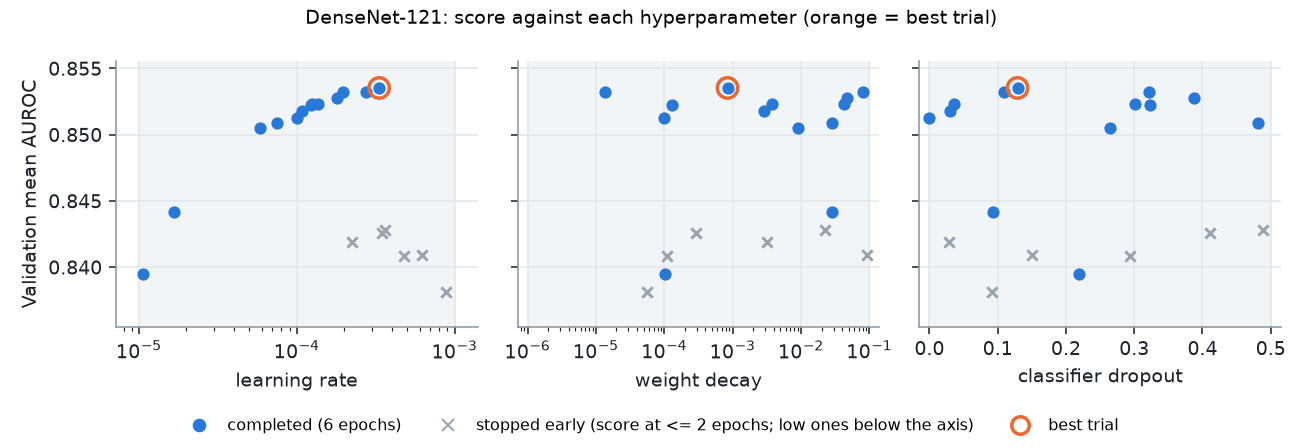 DenseNet-121: score against each hyperparameter (orange = best trial)
Validation mean AUROC
0.855
0.850
0.845
0.840
10⁻⁵ 10⁻⁴ 10⁻³
learning rate
10⁻⁶ 10⁻⁵ 10⁻⁴ 10⁻³ 10⁻² 10⁻¹
weight decay
0.0 0.1 0.2 0.3 0.4 0.5
classifier dropout
completed (6 epochs) stopped early (score at <= 2 epochs; low ones below the axis) best trial